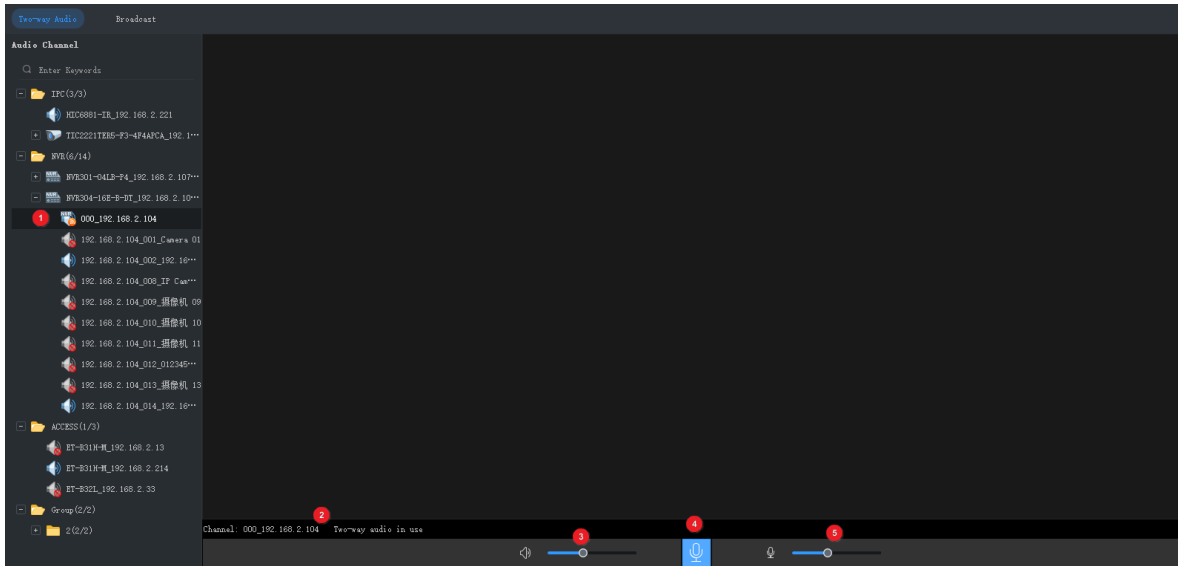 Two-way Audio Broadcast
Audio Channel
Enter Keywords
IPC(3/3)
HIC6881-IR_192.168.2.221
TIC2221TER5-F3-4F4APCA_192.1···
NVR(6/14)
NVR301-04LB-P4_192.168.2.107···
NVR304-16E-B-DT_192.168.2.10···
1 000_192.168.2.104
192.168.2.104_001_Camera 01
192.168.2.104_002_192.16···
192.168.2.104_008_IP Cam···
192.168.2.104_009_摄像机 09
192.168.2.104_010_摄像机 10
192.168.2.104_011_摄像机 11
192.168.2.104_012_012345···
192.168.2.104_013_摄像机 13
192.168.2.104_014_192.16···
ACCESS(1/3)
ET-B31H-M_192.168.2.13
ET-B31H-M_192.168.2.214
ET-B32L_192.168.2.33
Group(2/2)
2(2/2)
2
Channel: 000_192.168.2.104 Two-way audio in use
3
4
5